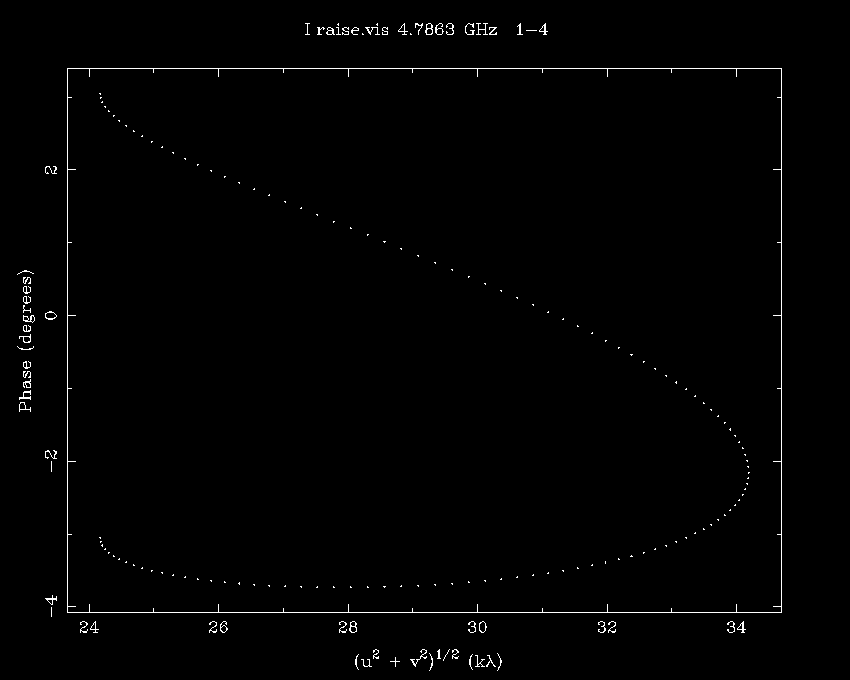 I raise.vis 4.7863 GHz 1−4
Phase (degrees)
2
0
−2
−4
24 26 28 30 32 34
(u² + v²)^1/2 (kλ)